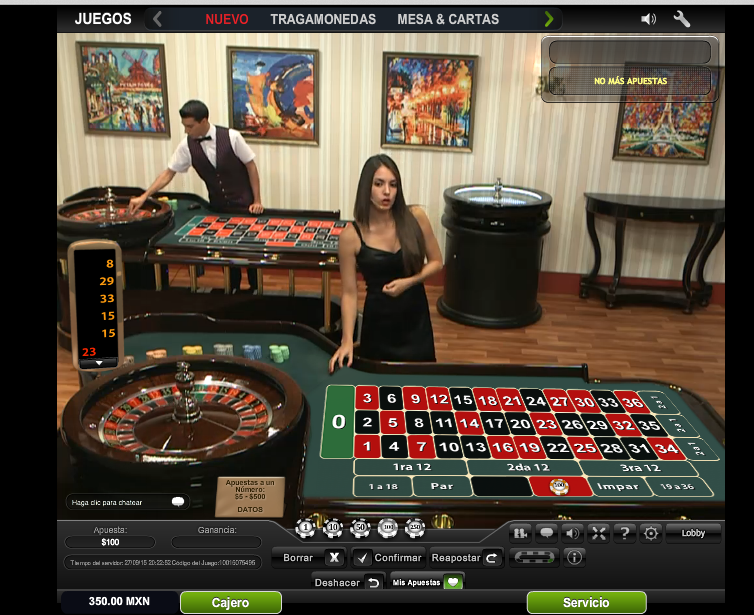 JUEGOS NUEVO TRAGAMONEDAS MESA & CARTAS
NO MÁS APUESTAS
8
29
33
15
15
23
3 6 9 12 15 18 21 24 27 30 33 36 2 a 1
0 2 5 8 11 14 17 20 23 26 29 32 35 2 a 1
1 4 7 10 13 16 19 22 25 28 31 34 2 a 1
1ra 12 2da 12 3ra 12
1 a 18 Par 100 Impar 19 a 36
Apuestas a un
Número:
$5 - $500
DATOS
Haga clic para chatear
Apuesta: Ganancia:
$100
1 10 50 100 250
Lobby
Tiempo del servidor: 27/09/15 20:22:52 Código del Juego:10015075495
Borrar X Confirmar Reapostar
Deshacer Mis Apuestas
350.00 MXN Cajero Servicio